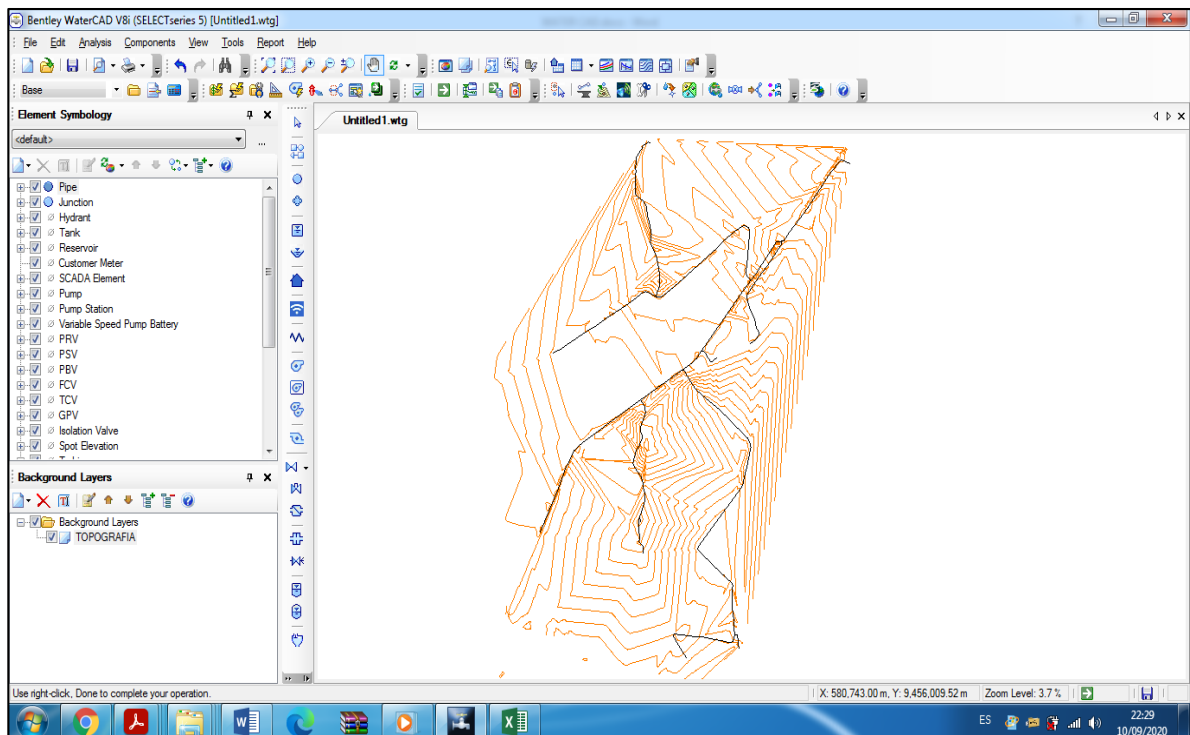 Bentley WaterCAD V8i (SELECTseries 5) [Untitled1.wtg]
File Edit Analysis Components View Tools Report Help
Base
Element Symbology
Untitled1.wtg
<default>
...
Pipe
Junction
Hydrant
Tank
Reservoir
Customer Meter
SCADA Element
Pump
Pump Station
Variable Speed Pump Battery
PRV
PSV
PBV
FCV
TCV
GPV
Isolation Valve
Spot Elevation
Background Layers
Background Layers
TOPOGRAFIA
Use right-click, Done to complete your operation.
X: 580,743.00 m, Y: 9,456,009.52 m Zoom Level: 3.7 %
ES
22:29
10/09/2020